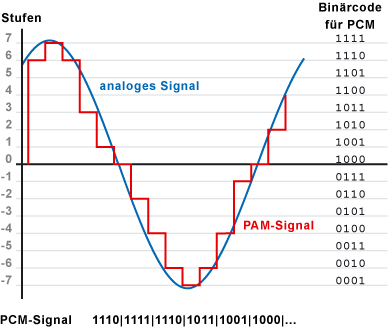 Stufen
Binärcode
für PCM
7 1111
6 1110
5 1101
4 1100
3 1011
2 1010
1 1001
0 1000
-1 0111
-2 0110
-3 0101
-4 0100
-5 0011
-6 0010
-7 0001
analoges Signal
PAM-Signal
PCM-Signal 1110|1111|1110|1011|1001|1000|...